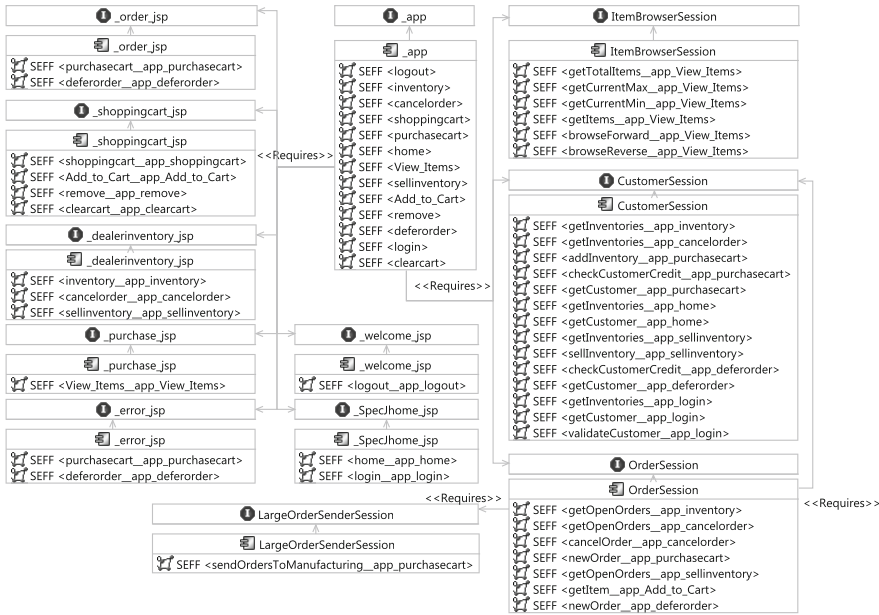 _order_jsp
_order_jsp
SEFF <purchasecart__app_purchasecart>
SEFF <deferorder__app_deferorder>
_shoppingcart_jsp
_shoppingcart_jsp
SEFF <shoppingcart__app_shoppingcart>
SEFF <Add_to_Cart__app_Add_to_Cart>
SEFF <remove__app_remove>
SEFF <clearcart__app_clearcart>
_dealerinventory_jsp
_dealerinventory_jsp
SEFF <inventory__app_inventory>
SEFF <cancelorder__app_cancelorder>
SEFF <sellinventory__app_sellinventory>
_purchase_jsp
_purchase_jsp
SEFF <View_Items__app_View_Items>
_error_jsp
_error_jsp
SEFF <purchasecart__app_purchasecart>
SEFF <deferorder__app_deferorder>
<<Requires>>
_app
_app
SEFF <logout>
SEFF <inventory>
SEFF <cancelorder>
SEFF <shoppingcart>
SEFF <purchasecart>
SEFF <home>
SEFF <View_Items>
SEFF <sellinventory>
SEFF <Add_to_Cart>
SEFF <remove>
SEFF <deferorder>
SEFF <login>
SEFF <clearcart>
<<Requires>>
_welcome_jsp
_welcome_jsp
SEFF <logout__app_logout>
_SpecJhome_jsp
_SpecJhome_jsp
SEFF <home__app_home>
SEFF <login__app_login>
<<Requires>>
LargeOrderSenderSession
LargeOrderSenderSession
SEFF <sendOrdersToManufacturing__app_purchasecart>
ItemBrowserSession
ItemBrowserSession
SEFF <getTotalItems__app_View_Items>
SEFF <getCurrentMax__app_View_Items>
SEFF <getCurrentMin__app_View_Items>
SEFF <getItems__app_View_Items>
SEFF <browseForward__app_View_Items>
SEFF <browseReverse__app_View_Items>
CustomerSession
CustomerSession
SEFF <getInventories__app_inventory>
SEFF <getInventories__app_cancelorder>
SEFF <addInventory__app_purchasecart>
SEFF <checkCustomerCredit__app_purchasecart>
SEFF <getCustomer__app_purchasecart>
SEFF <getInventories__app_home>
SEFF <getCustomer__app_home>
SEFF <getInventories__app_sellinventory>
SEFF <sellInventory__app_sellinventory>
SEFF <checkCustomerCredit__app_deferorder>
SEFF <getCustomer__app_deferorder>
SEFF <getInventories__app_login>
SEFF <getCustomer__app_login>
SEFF <validateCustomer__app_login>
OrderSession
OrderSession
SEFF <getOpenOrders__app_inventory>
SEFF <getOpenOrders__app_cancelorder>
SEFF <cancelOrder__app_cancelorder>
SEFF <newOrder__app_purchasecart>
SEFF <getOpenOrders__app_sellinventory>
SEFF <getItem__app_Add_to_Cart>
SEFF <newOrder__app_deferorder>
<<Requires>>